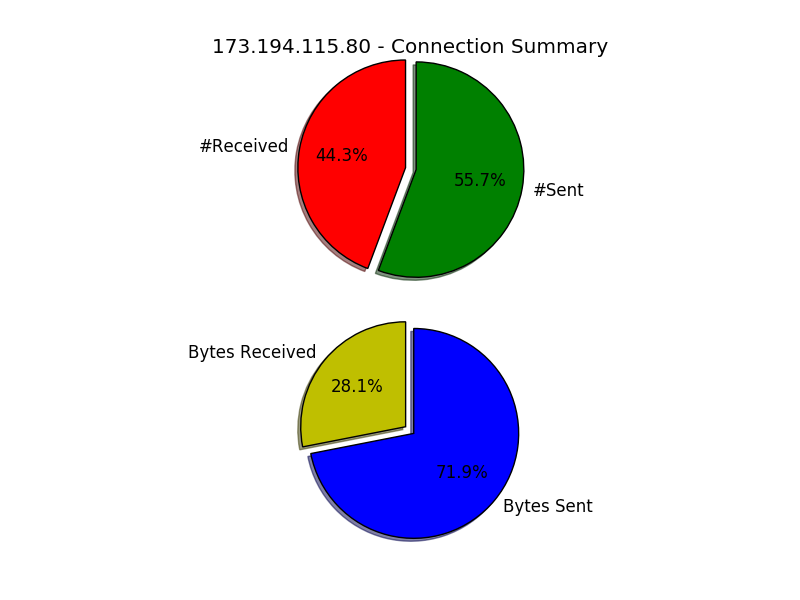 173.194.115.80 - Connection Summary
#Received
44.3%
55.7%
#Sent
Bytes Received
28.1%
71.9%
Bytes Sent